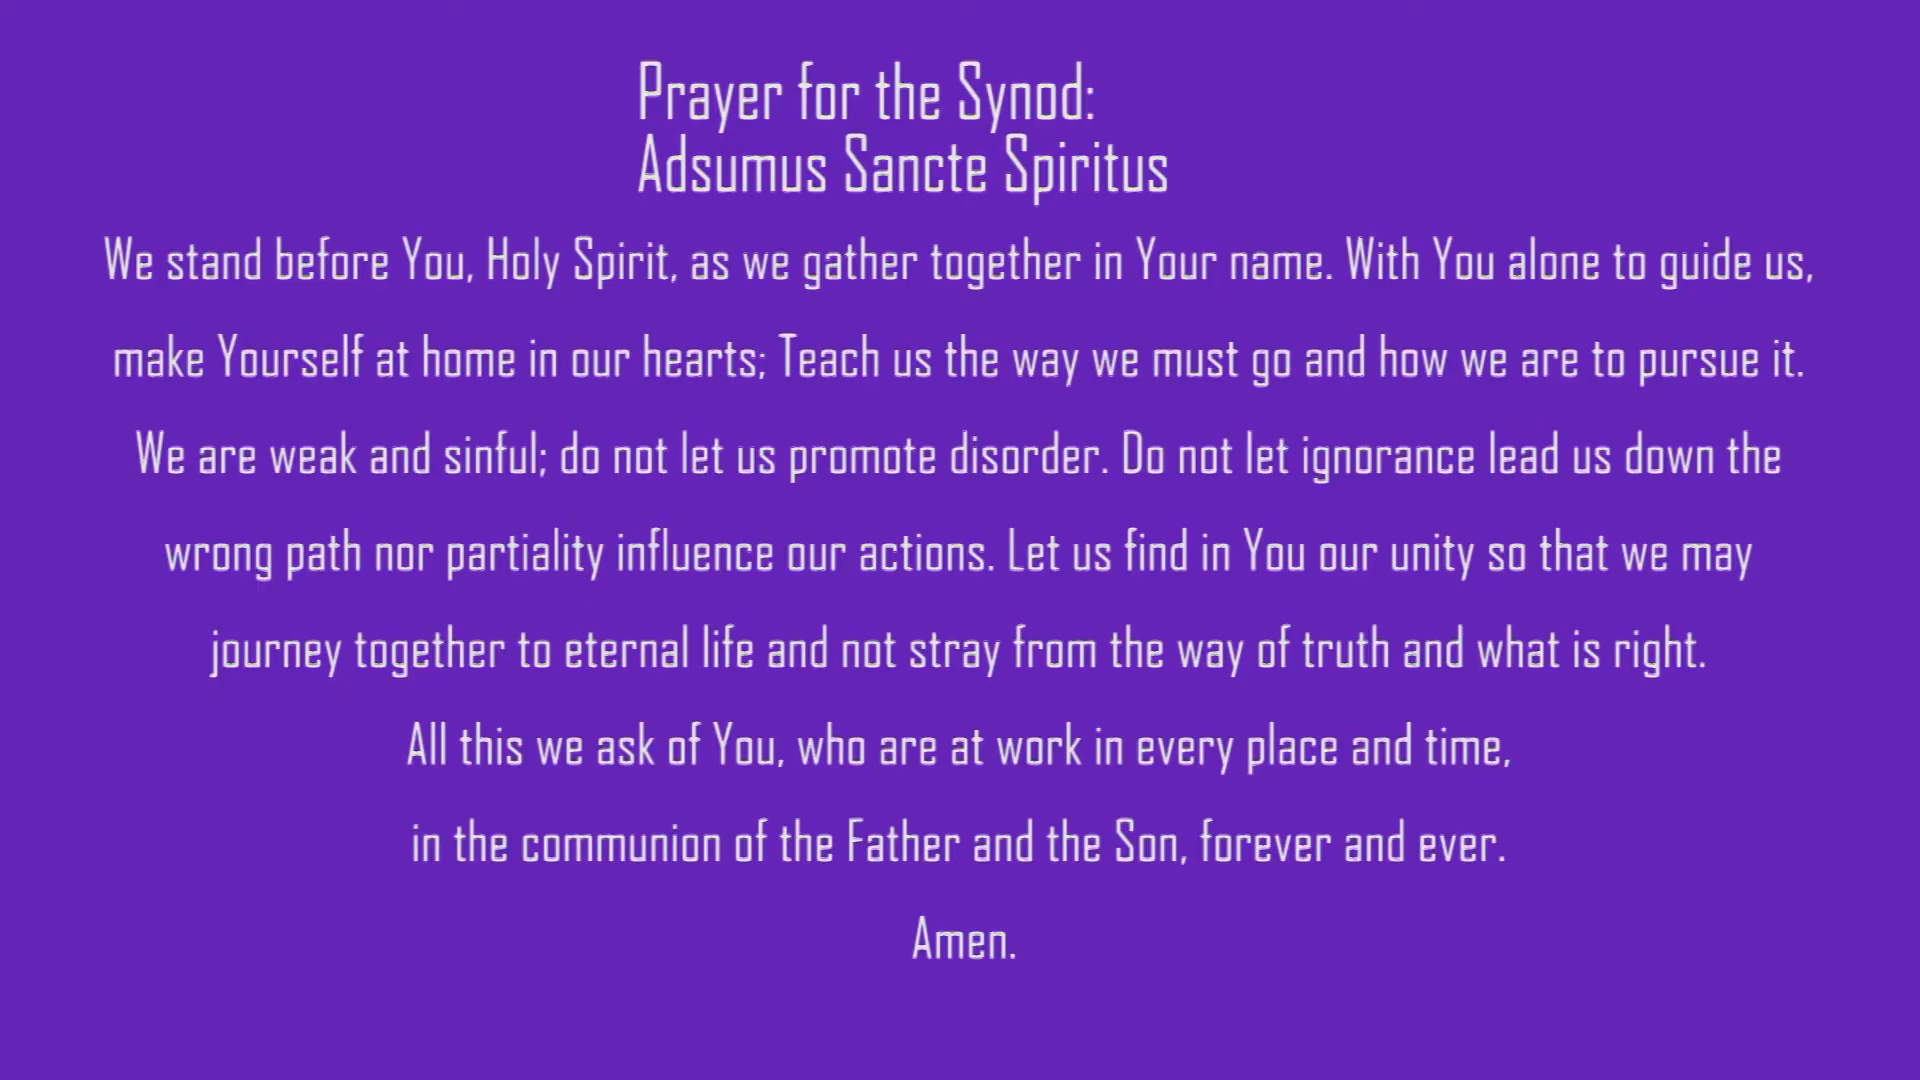 Prayer for the Synod:
Adsumus Sancte Spiritus
We stand before You, Holy Spirit, as we gather together in Your name. With You alone to guide us,
make Yourself at home in our hearts; Teach us the way we must go and how we are to pursue it.
We are weak and sinful; do not let us promote disorder. Do not let ignorance lead us down the
wrong path nor partiality influence our actions. Let us find in You our unity so that we may
journey together to eternal life and not stray from the way of truth and what is right.
All this we ask of You, who are at work in every place and time,
in the communion of the Father and the Son, forever and ever.
Amen.